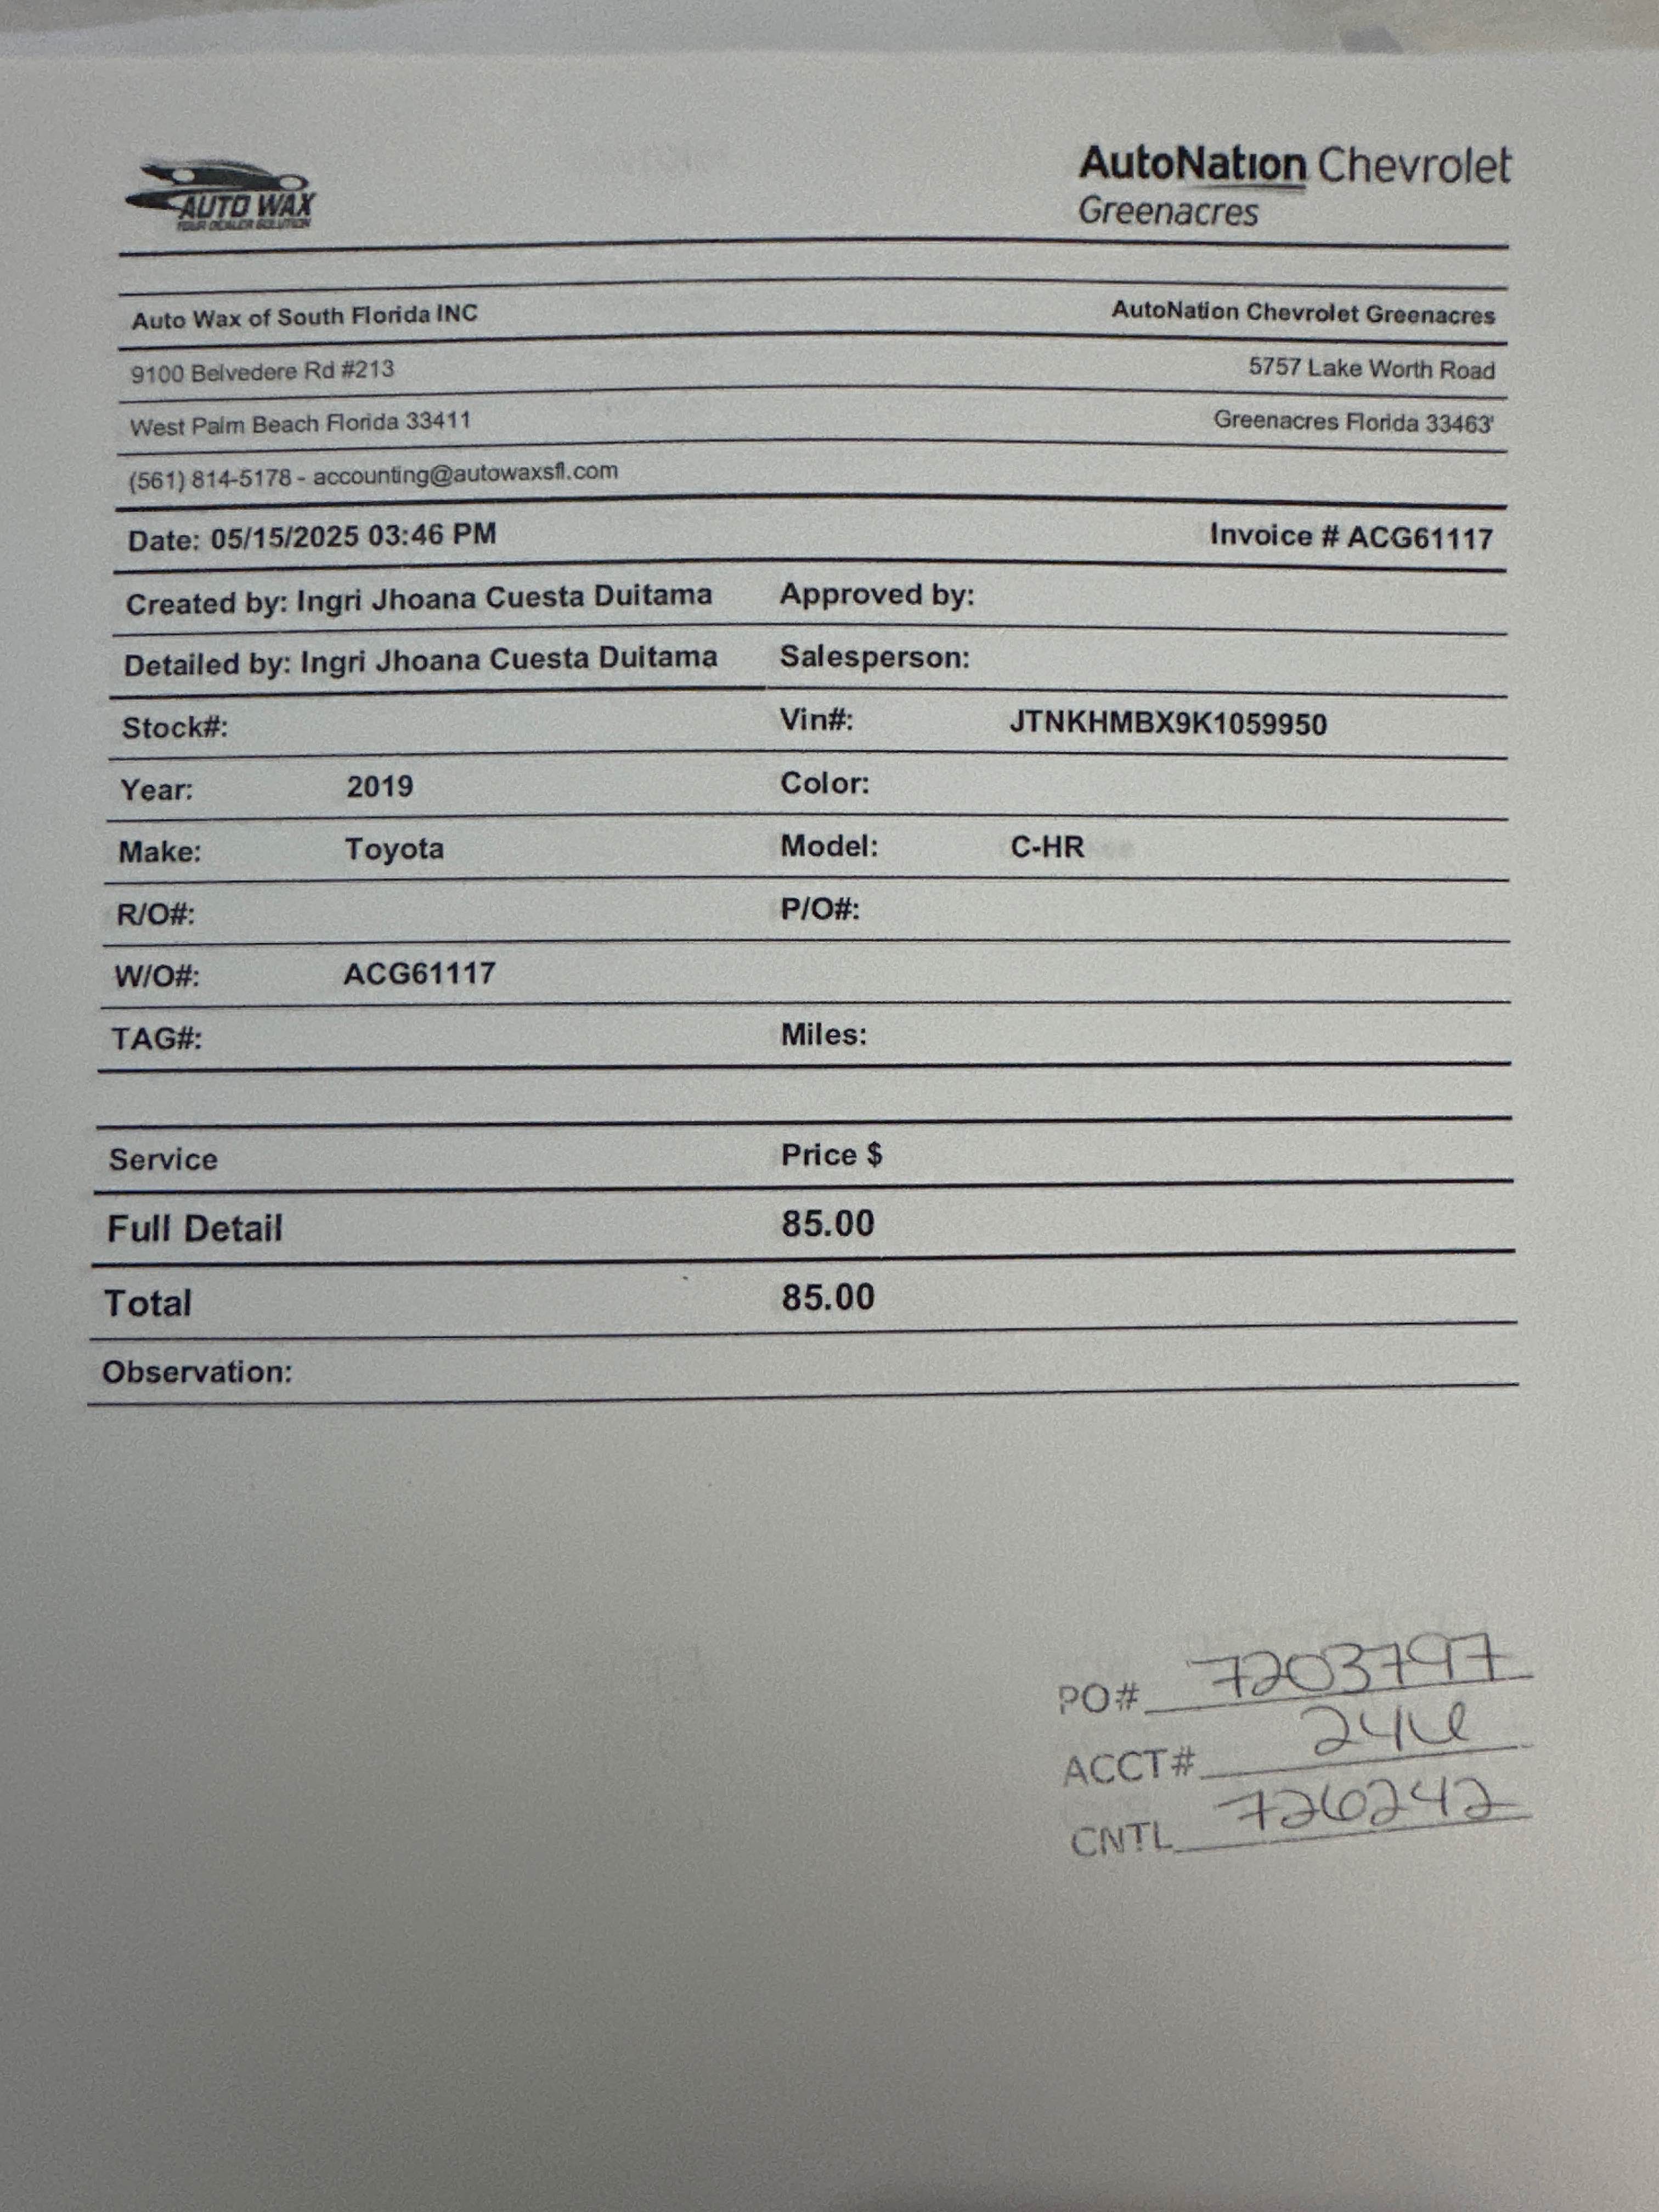 AUTO WAX
YOUR DEALER SOLUTION
AutoNation Chevrolet
Greenacres
Auto Wax of South Florida INC AutoNation Chevrolet Greenacres
9100 Belvedere Rd #213 5757 Lake Worth Road
West Palm Beach Florida 33411 Greenacres Florida 33463'
(561) 814-5178 - accounting@autowaxsfl.com
Date: 05/15/2025 03:46 PM Invoice # ACG61117
Created by: Ingri Jhoana Cuesta Duitama Approved by:
Detailed by: Ingri Jhoana Cuesta Duitama Salesperson:
Stock#: Vin#: JTNKHMBX9K1059950
Year: 2019 Color:
Make: Toyota Model: C-HR
R/O#: P/O#:
W/O#: ACG61117
TAG#: Miles:
Service Price $
Full Detail 85.00
Total 85.00
Observation:
PO# 7203797
ACCT#
CNTL 726242